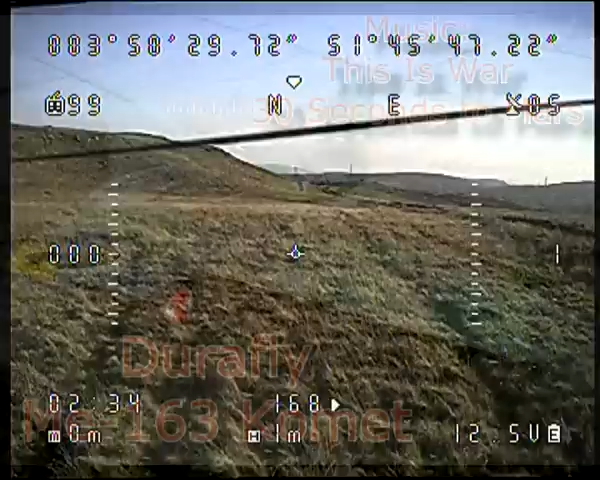 Music:
003°50'29.72" 51°45'47.22"
This Is War
99 N E 05
30 Seconds to Mars
000 1
Durafly
02:34 168
Me-163 Komet
0m 1m 12.5V